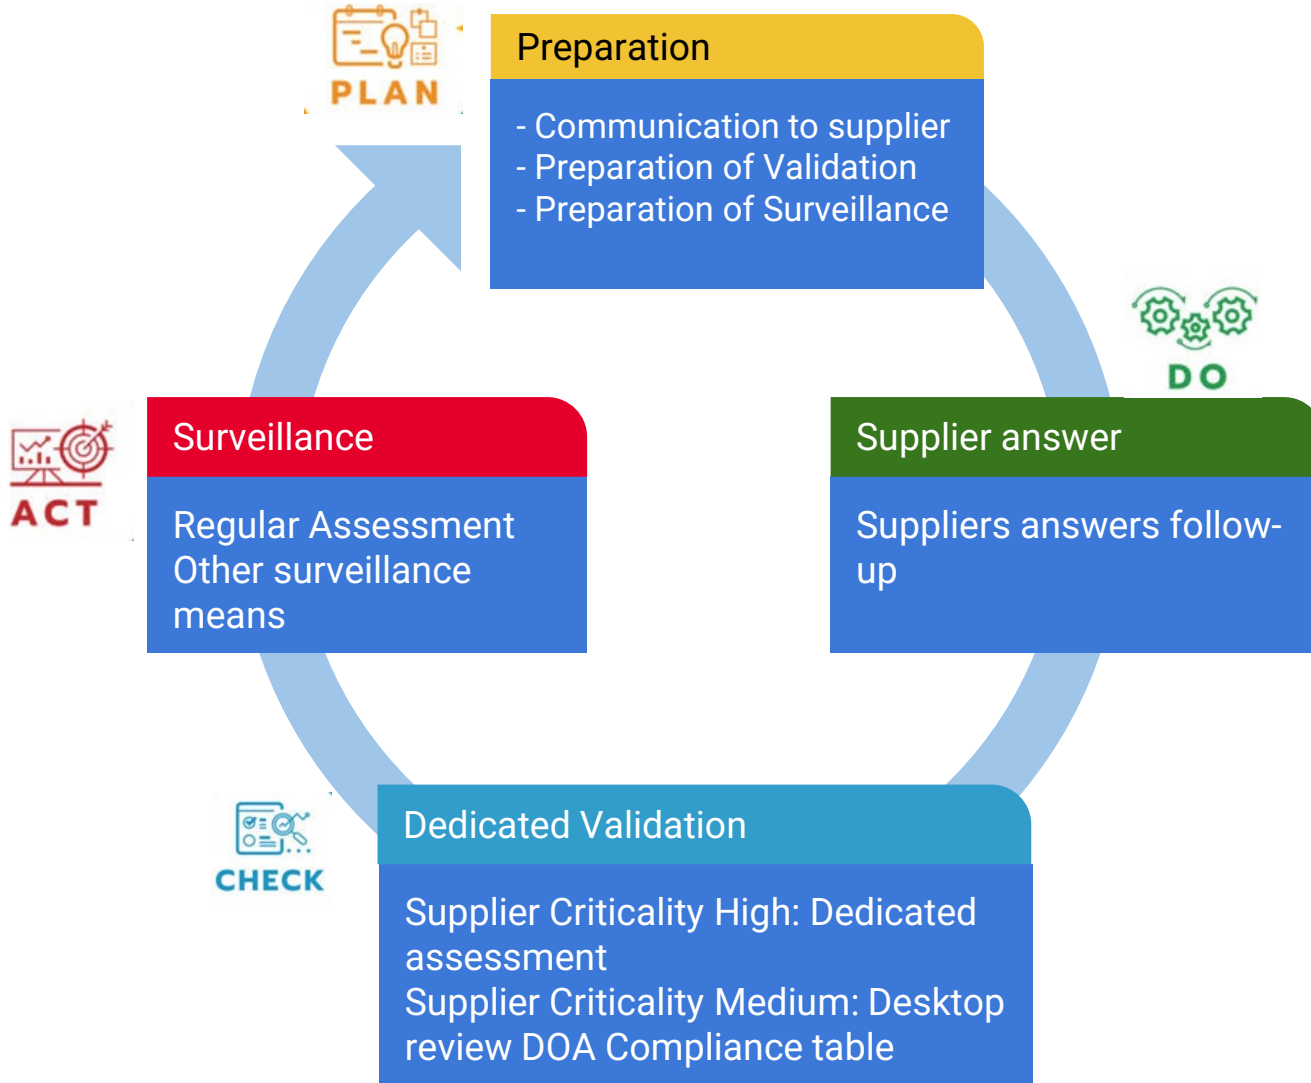 PLAN
Preparation
- Communication to supplier
- Preparation of Validation
- Preparation of Surveillance
DO
Supplier answer
Suppliers answers follow-
up
CHECK
Dedicated Validation
Supplier Criticality High: Dedicated
assessment
Supplier Criticality Medium: Desktop
review DOA Compliance table
ACT
Surveillance
Regular Assessment
Other surveillance
means